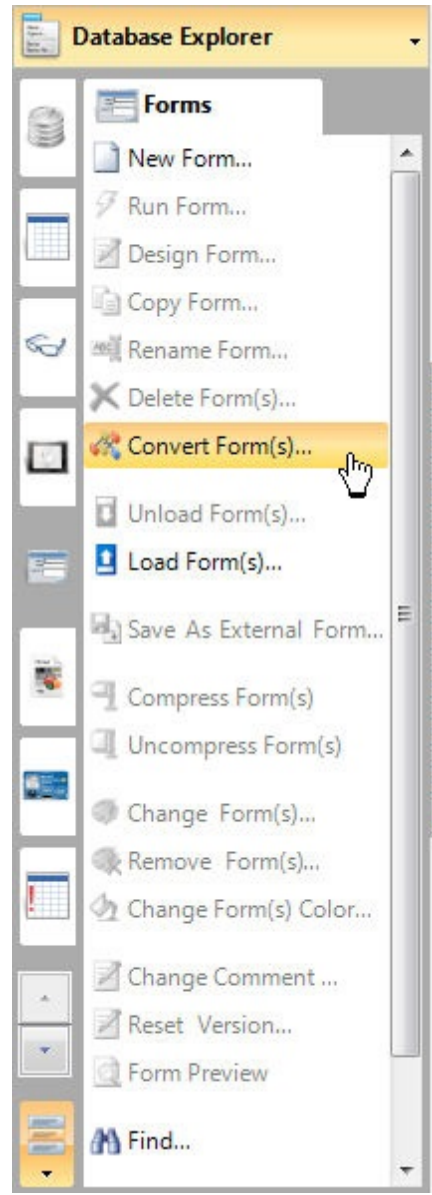 Database Explorer
Forms
New Form...
Run Form...
Design Form...
Copy Form...
Rename Form...
Delete Form(s)...
Convert Form(s)...
Unload Form(s)...
Load Form(s)...
Save As External Form...
Compress Form(s)
Uncompress Form(s)
Change Form(s)...
Remove Form(s)...
Change Form(s) Color...
Change Comment ...
Reset Version...
Form Preview
Find...